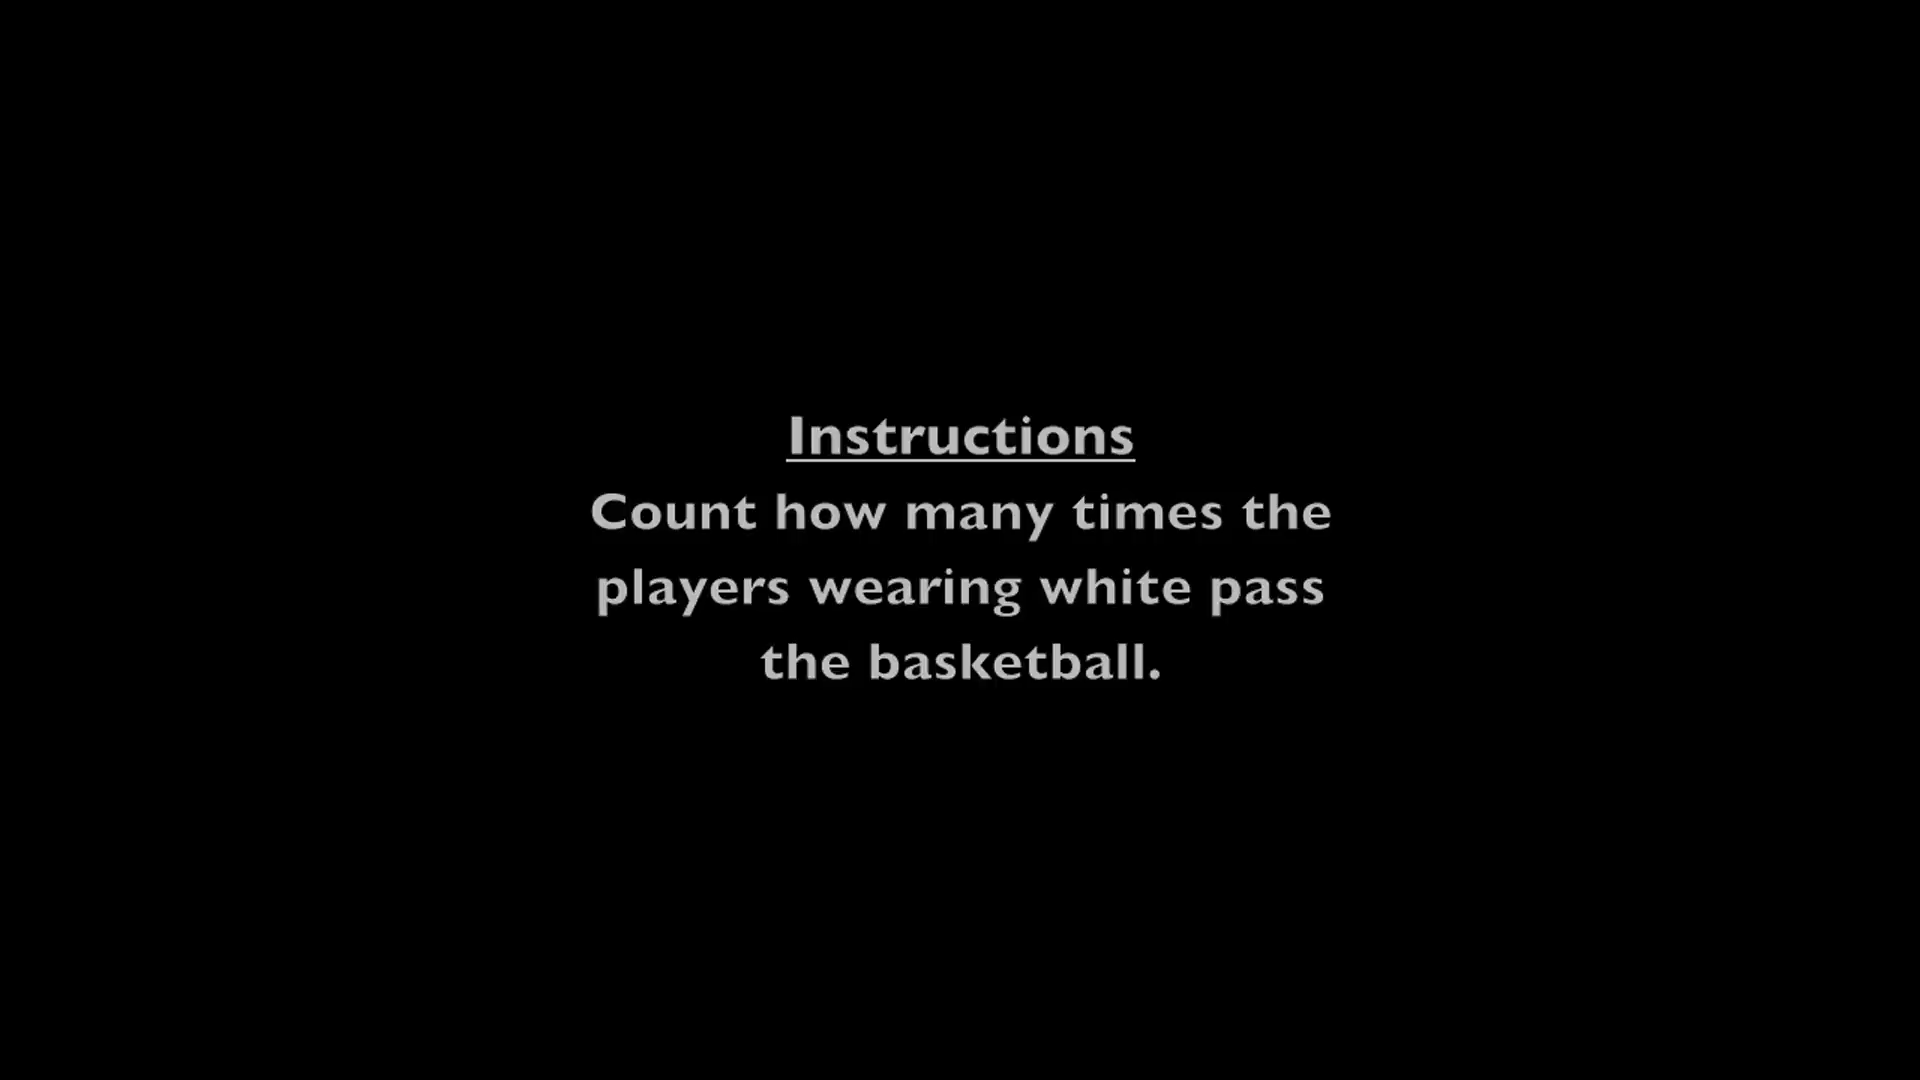 Instructions
Count how many times the
players wearing white pass
the basketball.